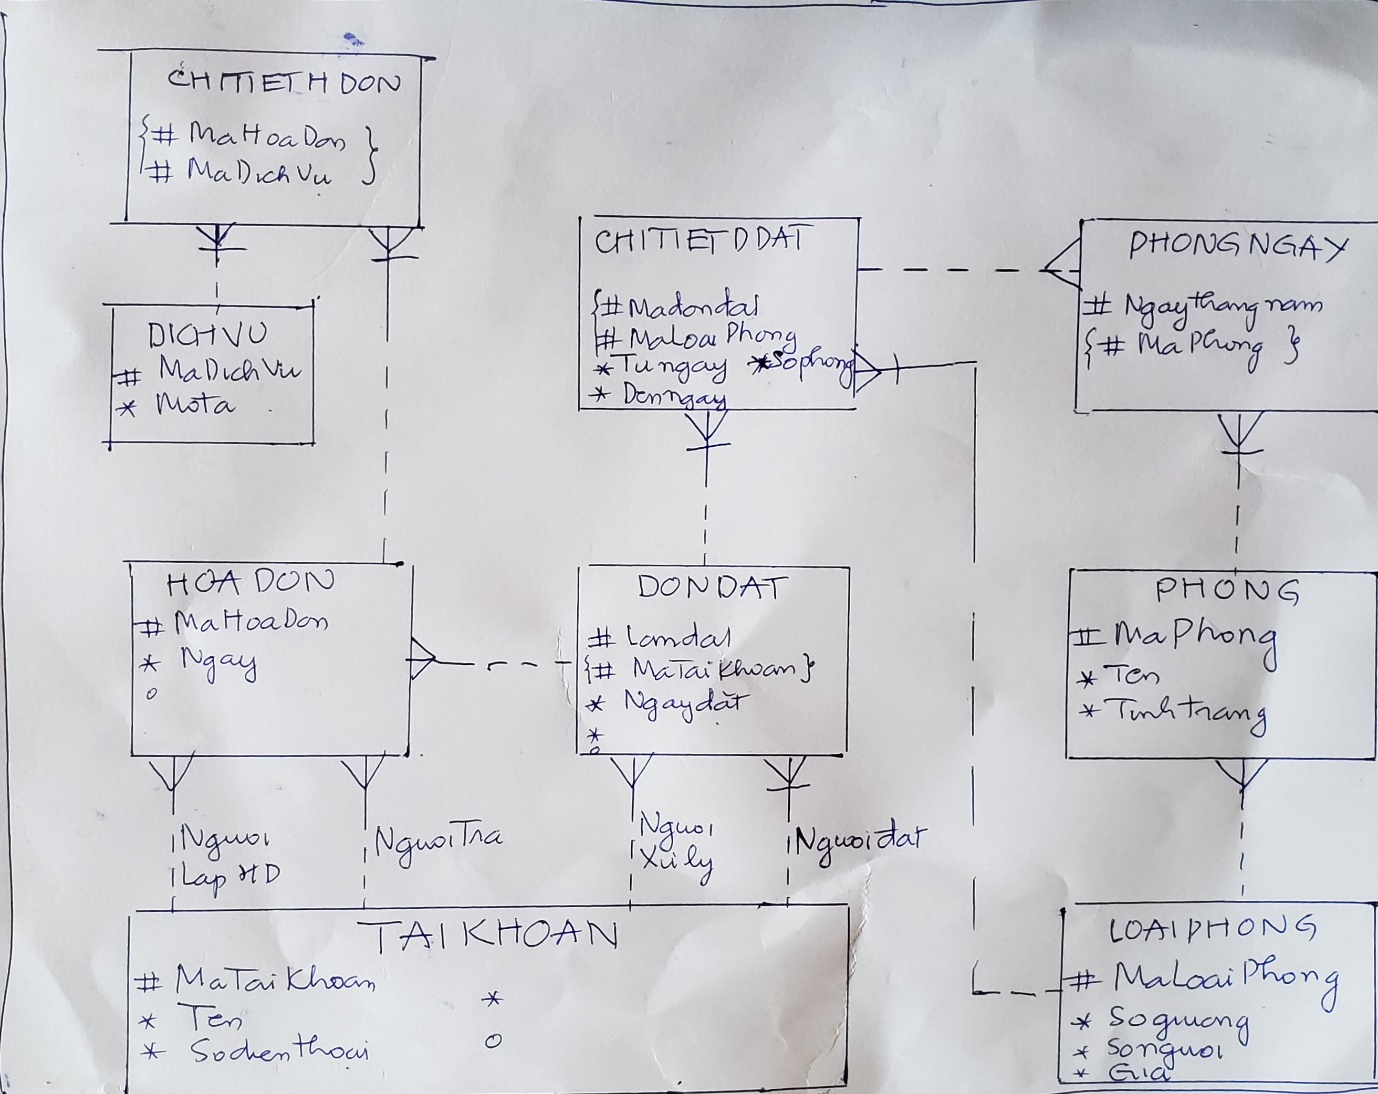 CHITIETHDON
{# MaHoaDon }
# MaDichVu
DICHVU
# MaDichVu
* Mota
CHITIETDDAT
{# Madondat
# MaLoaiPhong
* Tungay *Sophong
* Denngay
PHONGNGAY
# Ngaythangnam
{# MaPhong }
HOADON
# MaHoaDon
* Ngay
o
DONDAT
# Landat
{# MaTaiKhoan}
* Ngaydat
*
o
PHONG
# MaPhong
* Ten
* Tinhtrang
Nguoi
Lap HD
NguoiTra
Nguoi
Xuly
Nguoidat
TAIKHOAN
# MaTaiKhoan
* Ten
* Sodienthoai
*
o
LOAIPHONG
# MaLoaiPhong
* Sogiuong
* Songuoi
* Gia